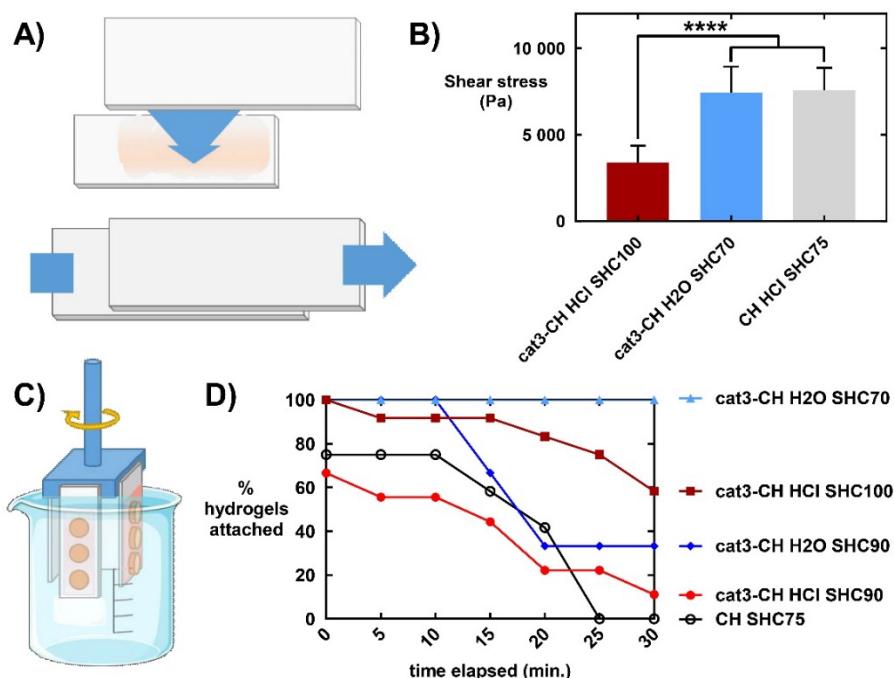 A)
B)
10 000
****
Shear stress
(Pa)
5 000
0
cat3-CH HCl SHC100
cat3-CH H2O SHC70
CH HCl SHC75
C)
D)
100
80
60
40
20
0
%
hydrogels
attached
0 5 10 15 20 25 30
time elapsed (min.)
cat3-CH H2O SHC70
cat3-CH HCl SHC100
cat3-CH H2O SHC90
cat3-CH HCl SHC90
CH SHC75